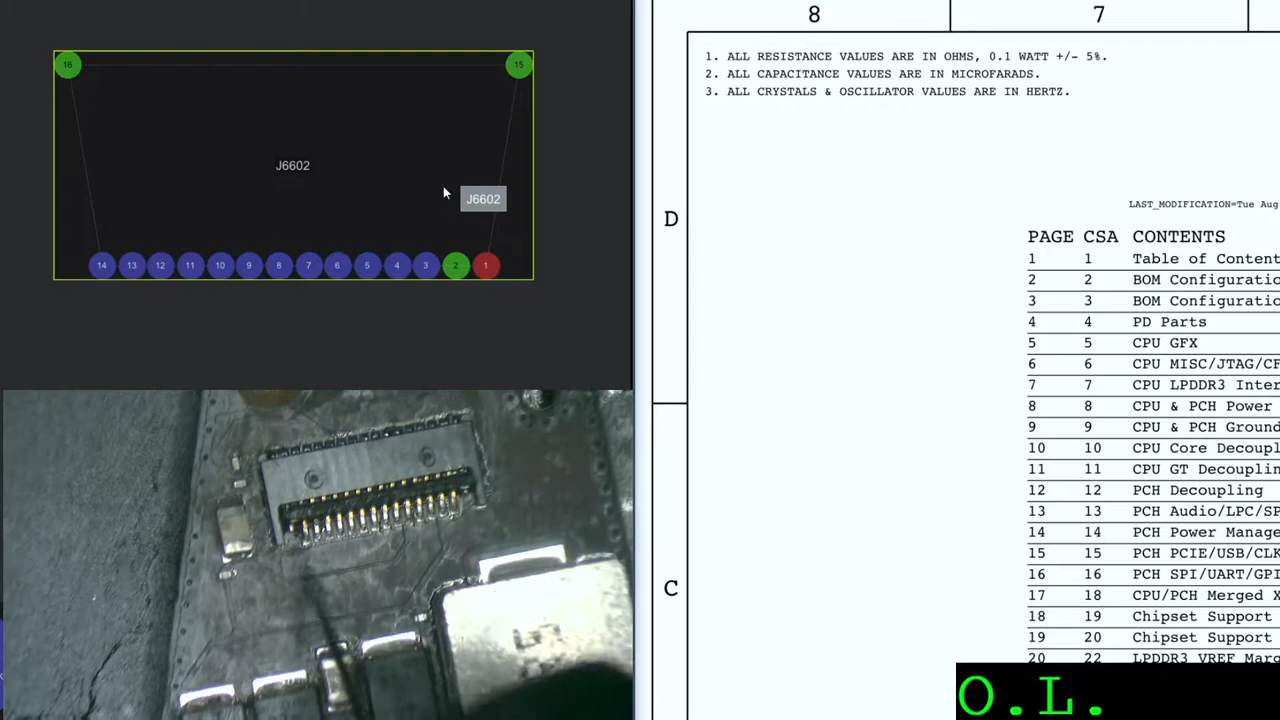 16
15
J6602
J6602
14 13 12 11 10 9 8 7 6 5 4 3 2 1
8 7
1. ALL RESISTANCE VALUES ARE IN OHMS, 0.1 WATT +/- 5%.
2. ALL CAPACITANCE VALUES ARE IN MICROFARADS.
3. ALL CRYSTALS & OSCILLATOR VALUES ARE IN HERTZ.
D
LAST_MODIFICATION=Tue Aug
PAGE CSA CONTENTS
1 1 Table of Content
2 2 BOM Configuratio
3 3 BOM Configuratio
4 4 PD Parts
5 5 CPU GFX
6 6 CPU MISC/JTAG/CF
7 7 CPU LPDDR3 Inter
8 8 CPU & PCH Power
9 9 CPU & PCH Ground
10 10 CPU Core Decoupl
11 11 CPU GT Decouplin
12 12 PCH Decoupling
13 13 PCH Audio/LPC/SP
14 14 PCH Power Manage
15 15 PCH PCIE/USB/CLK
16 16 PCH SPI/UART/GPI
17 18 CPU/PCH Merged X
18 19 Chipset Support
19 20 Chipset Support
20 22 LPDDR3 VREF Marg
C
O.L.